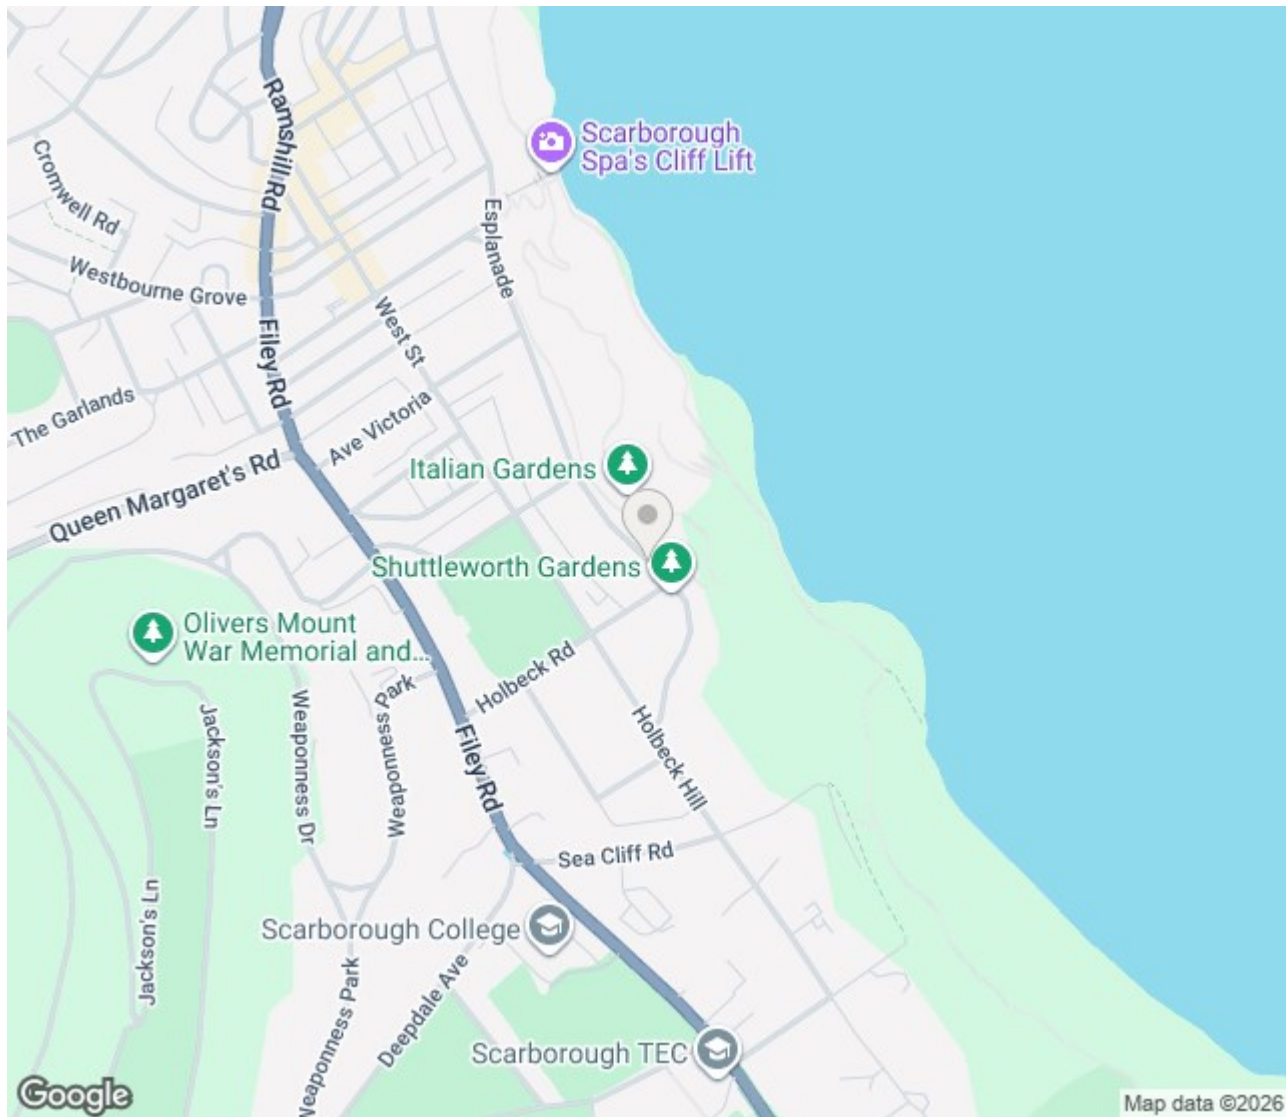 Ramshill Rd
Scarborough
Spa's Cliff Lift
Cromwell Rd
Esplanade
Westbourne Grove
West St
Filey Rd
The Garlands
Ave Victoria
Queen Margaret's Rd
Italian Gardens
Shuttleworth Gardens
Olivers Mount
War Memorial and...
Holbeck Rd
Weaponness Park
Weaponness Dr
Jackson's Ln
Holbeck Hill
Filey Rd
Sea Cliff Rd
Jackson's Ln
Scarborough College
Deepdale Ave
Weaponness Park
Scarborough TEC
Google
Map data ©2026